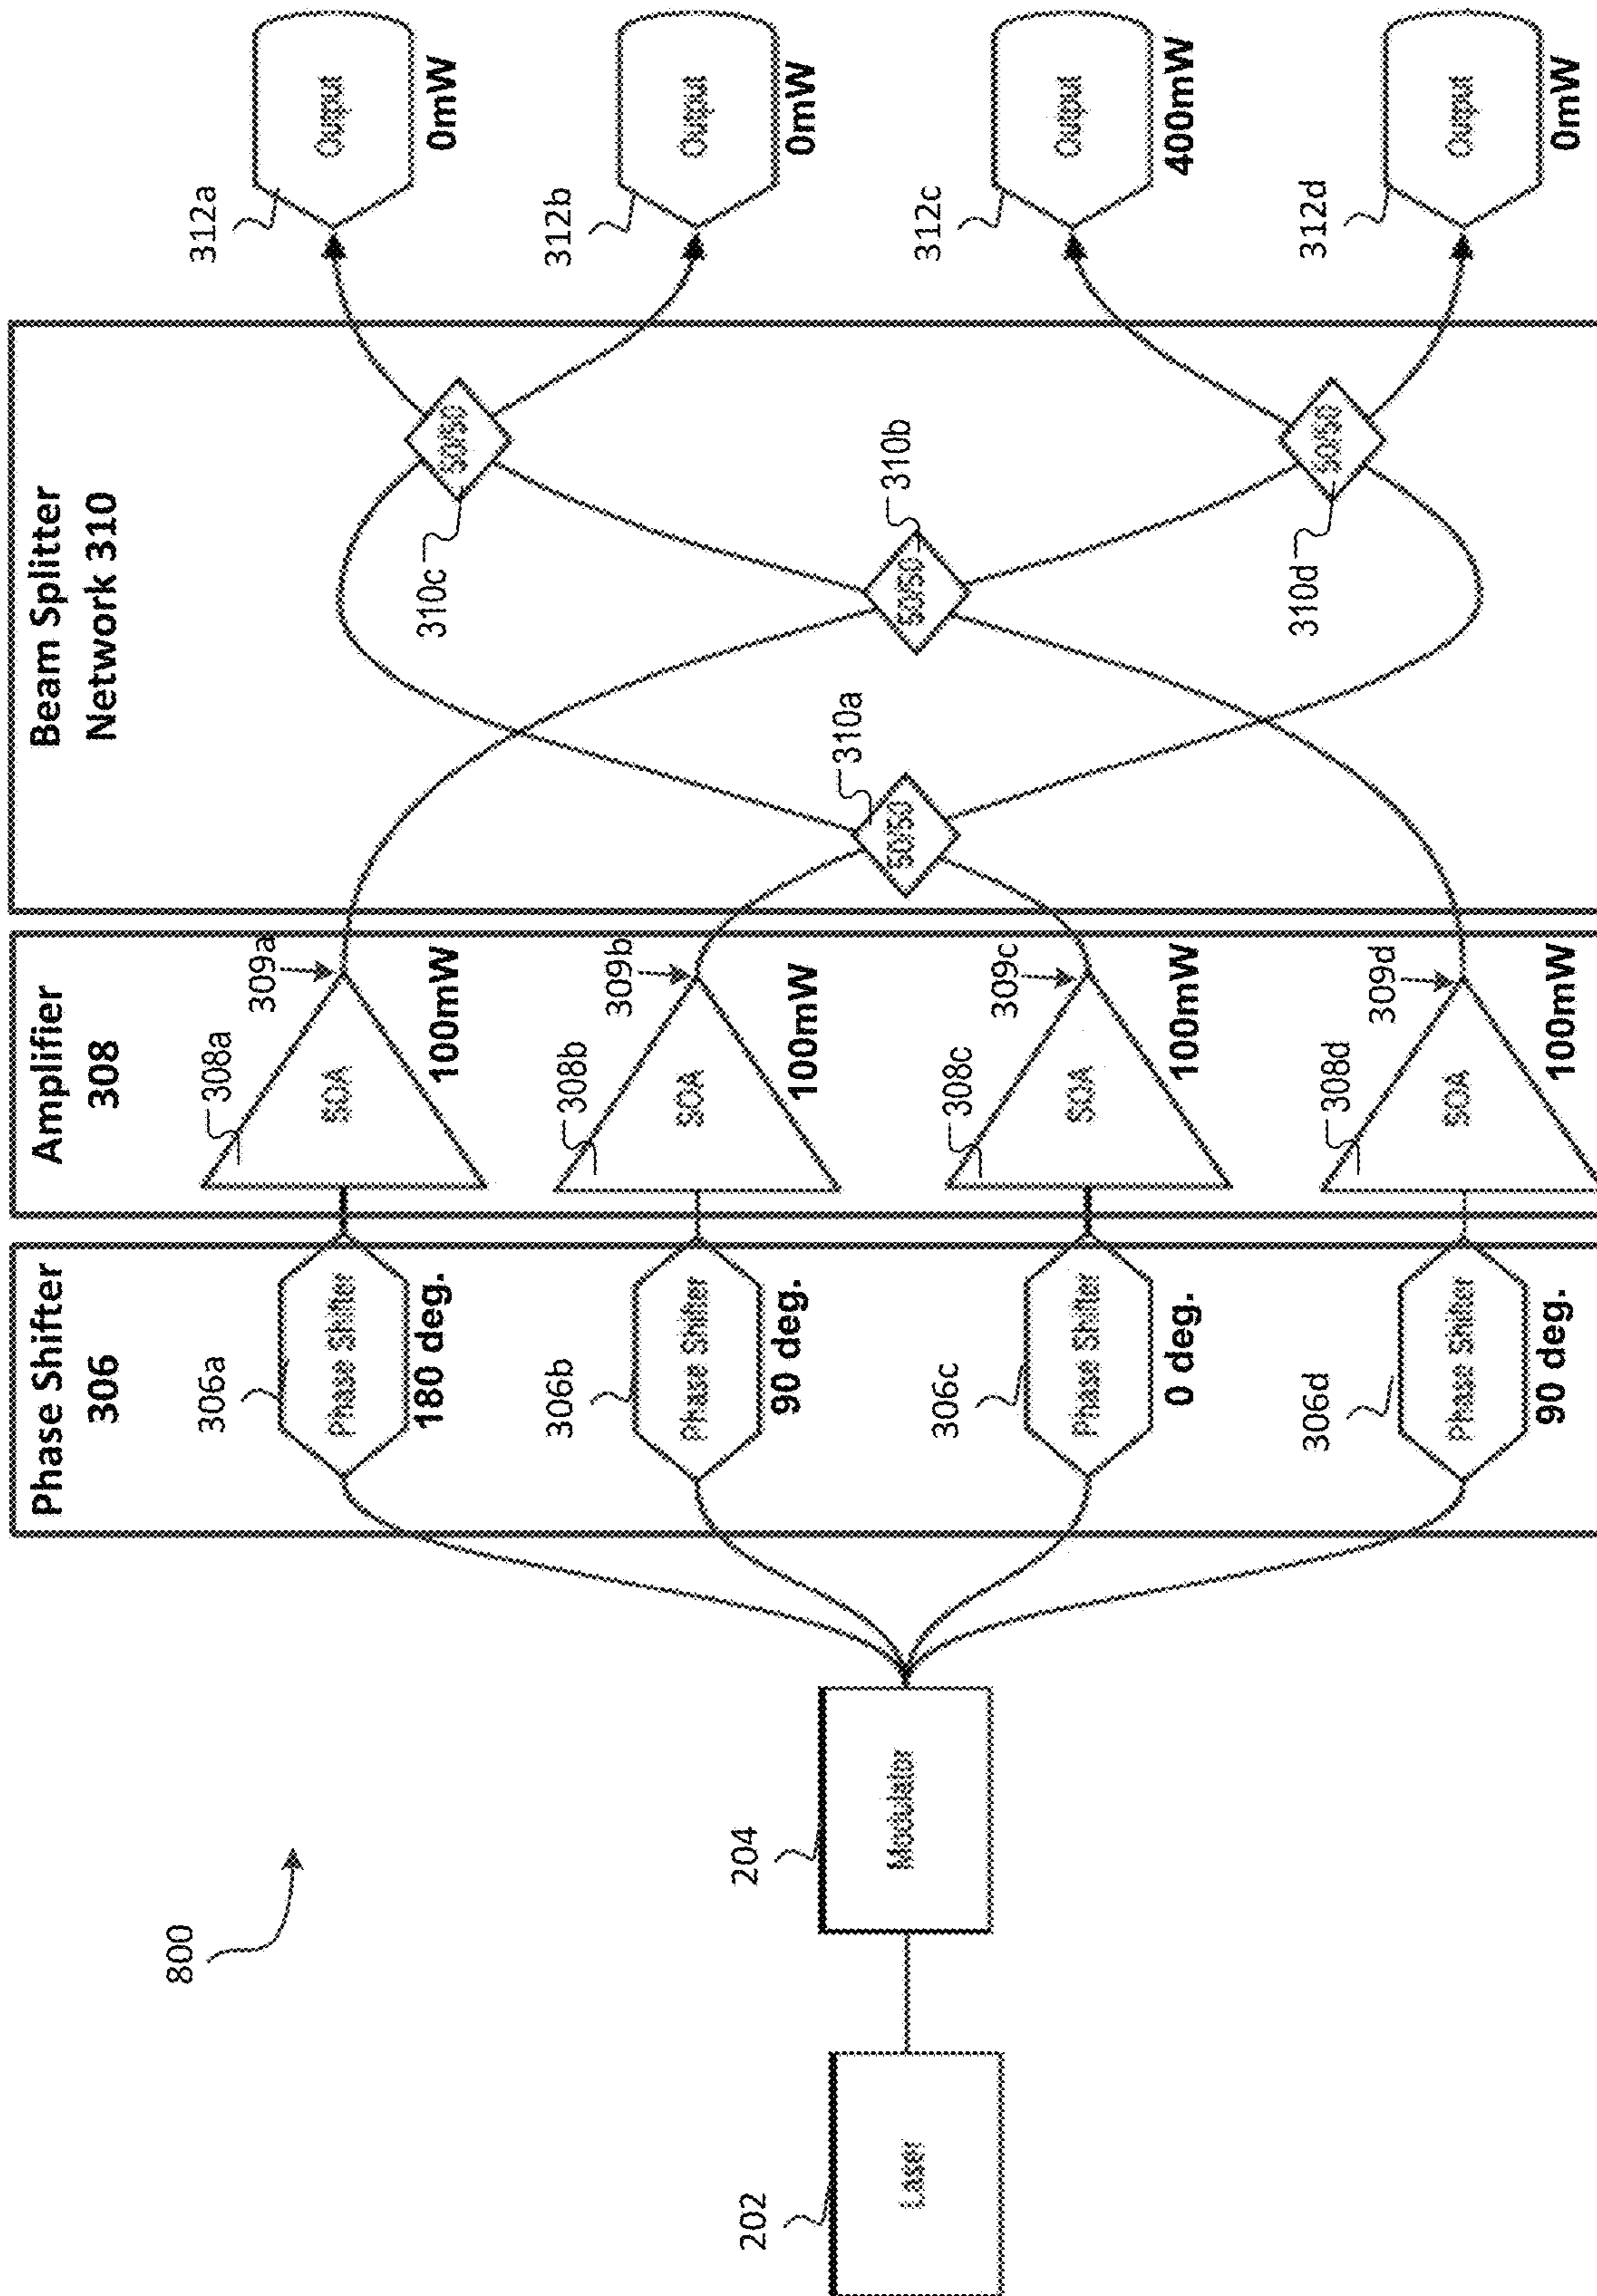 800
202
Laser
204
Modulator
Phase Shifter
306
306a
Phase Shifter
180 deg.
306b
Phase Shifter
90 deg.
306c
Phase Shifter
0 deg.
306d
Phase Shifter
90 deg.
Amplifier
308
308a
SOA
309a
100mW
308b
SOA
309b
100mW
308c
SOA
309c
100mW
308d
SOA
309d
100mW
Beam Splitter
Network 310
50/50
310a
50/50
310b
310c
50/50
310d
50/50
312a
Output
0mW
312b
Output
0mW
312c
Output
400mW
312d
Output
0mW